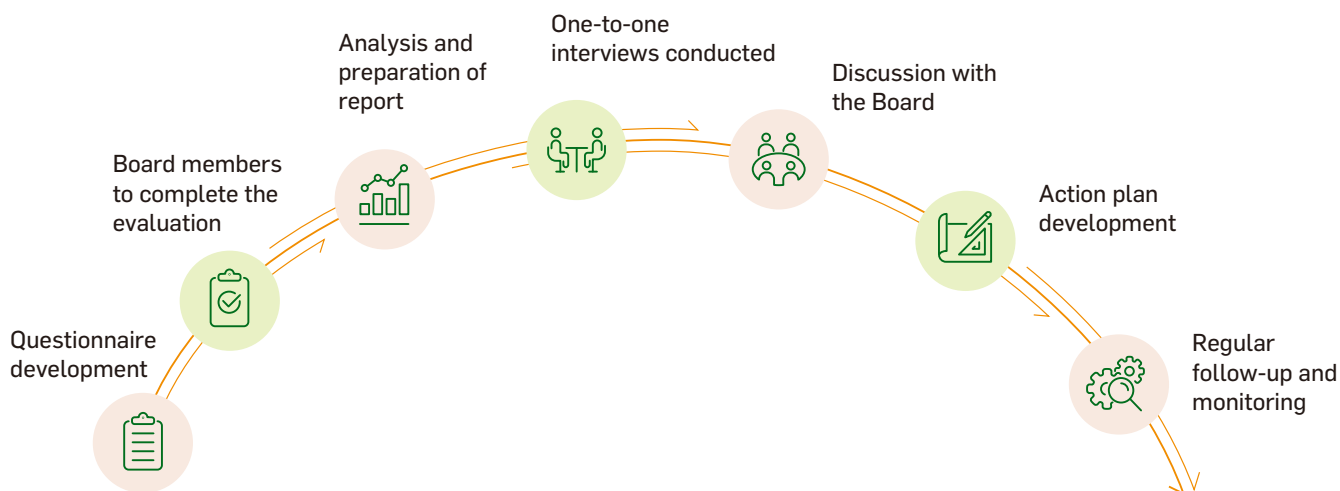 Questionnaire
development
Board members
to complete the
evaluation
Analysis and
preparation of
report
One-to-one
interviews conducted
Discussion with
the Board
Action plan
development
Regular
follow-up and
monitoring